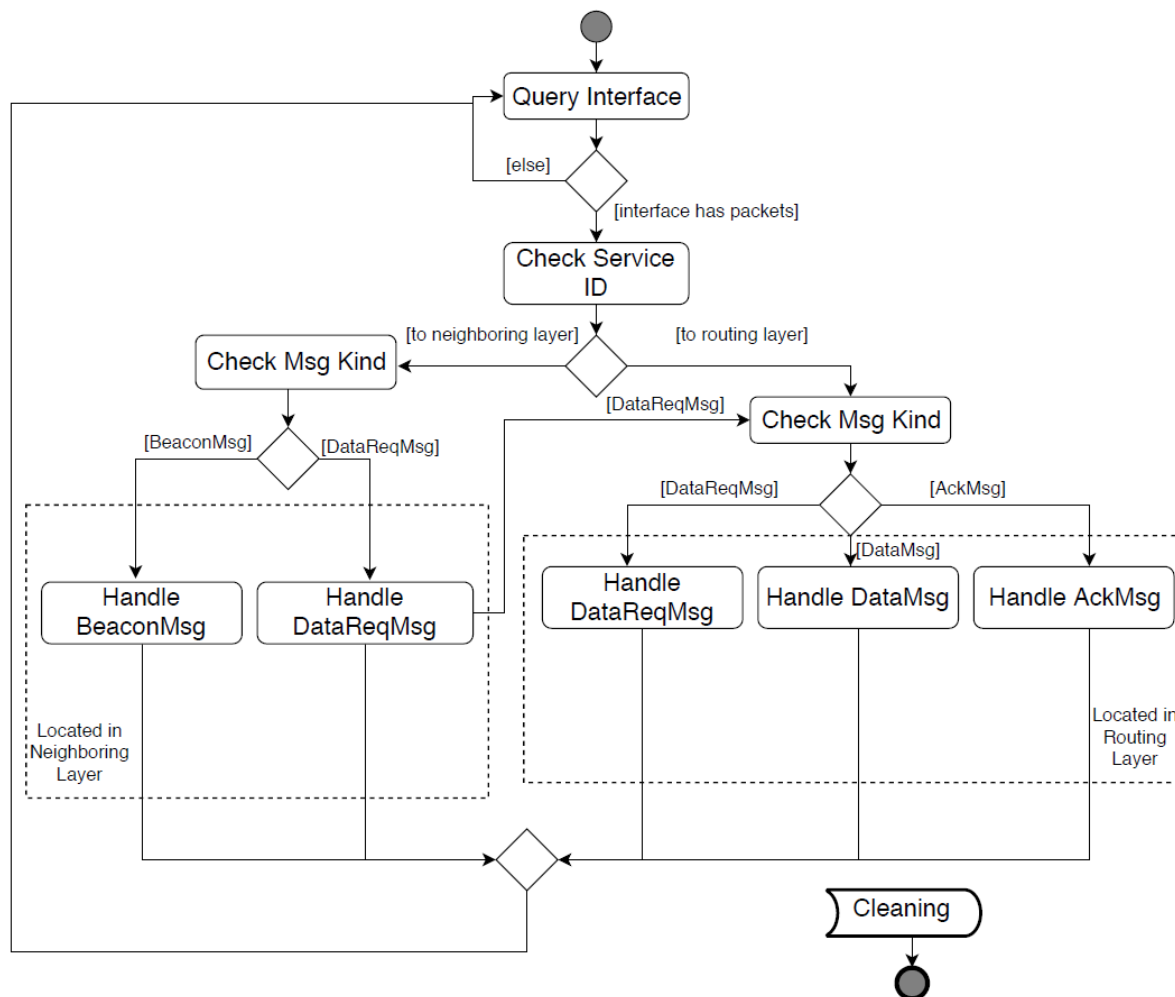 Query Interface
[else]
[interface has packets]
Check Service
ID
[to neighboring layer]
[to routing layer]
Check Msg Kind
[DataReqMsg]
Check Msg Kind
[BeaconMsg]
[DataReqMsg]
[DataReqMsg]
[AckMsg]
[DataMsg]
Handle
BeaconMsg
Handle
DataReqMsg
Handle
DataReqMsg
Handle DataMsg
Handle AckMsg
Located in
Neighboring
Layer
Located in
Routing
Layer
Cleaning